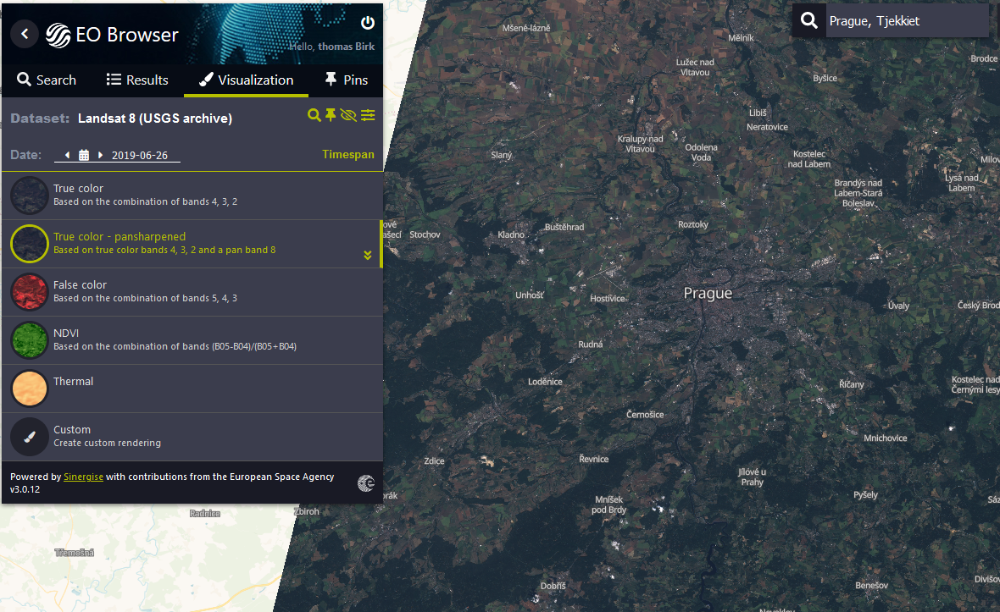 EO Browser
Hello, thomas Birk
Search
Results
Visualization
Pins
Dataset: Landsat 8 (USGS archive)
Date: 2019-06-26
Timespan
True color
Based on the combination of bands 4, 3, 2
True color - pansharpened
Based on true color bands 4, 3, 2 and a pan band 8
False color
Based on the combination of bands 5, 4, 3
NDVI
Based on the combination of bands (B05-B04)/(B05+B04)
Thermal
Custom
Create custom rendering
Powered by Sinergise with contributions from the European Space Agency
v3.0.12
Prague, Tjekkiet
Mšené-lázně
Mělník
Brodce
Lužec nad
Vltavou
Byšice
Libiš
Neratovice
Kralupy nad
Vltavou
Odolena
Voda
Slaný
Kostelec
nad Labem
Lysá nad
Labem
Brandýs nad
Labem-Stará
Boleslav
Roztoky
Buštěhrad
Stochov
Kladno
Unhošť
Hostivice
Prague
Úvaly
Český Brod
Rudná
Loděnice
Říčany
Kostelec nad
Černými lesy
Černošice
Mnichovice
Zdice
Řevnice
Jílové u
Prahy
Pyšely
Mníšek
pod Brdy
Zbiroh
Radnice
Třemošná
Dobříš
Benešov
Divišov